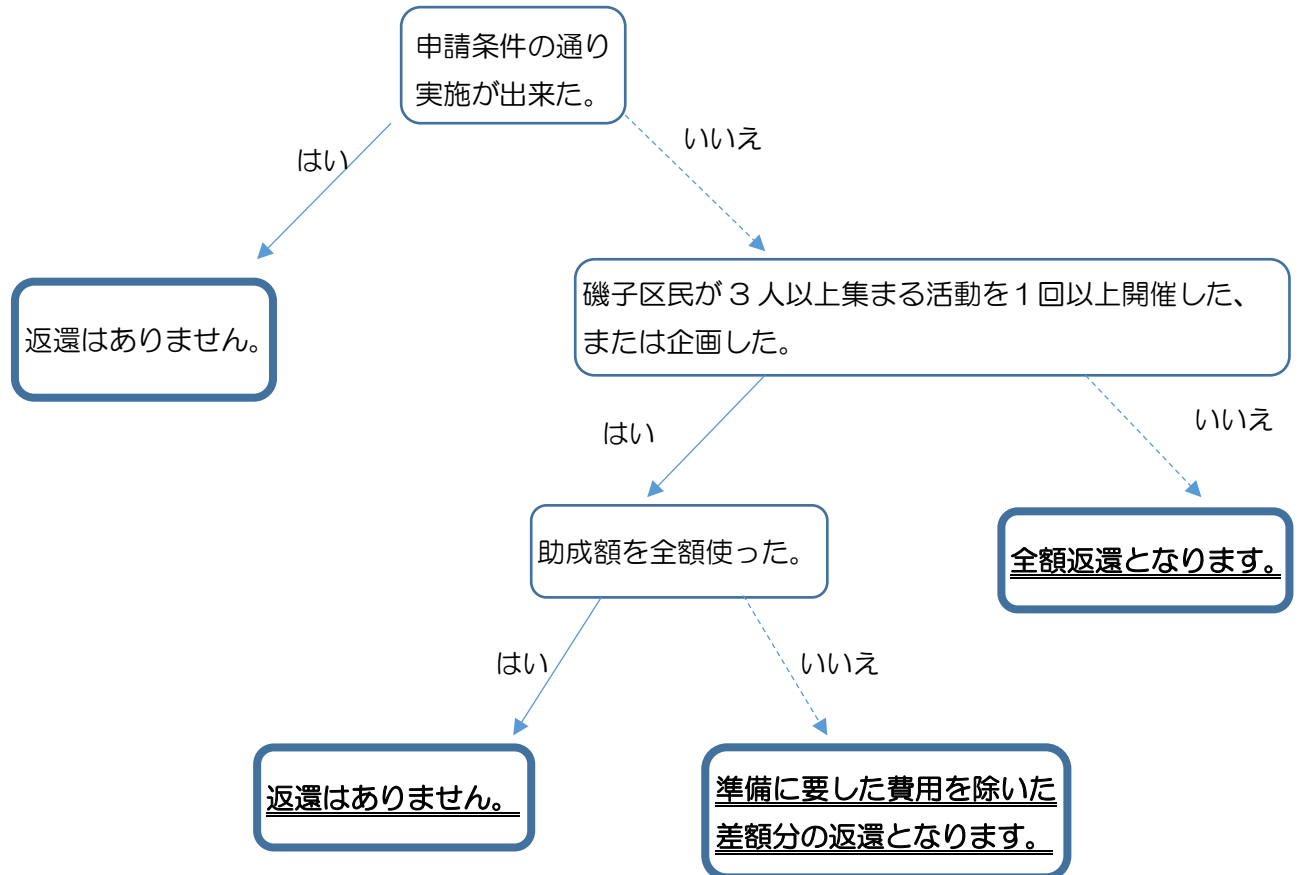 申請条件の通り
実施が出来た。
はい
いいえ
返還はありません。
磯子区民が３人以上集まる活動を１回以上開催した、
または企画した。
はい
いいえ
助成額を全額使った。
全額返還となります。
はい
いいえ
返還はありません。
準備に要した費用を除いた
差額分の返還となります。